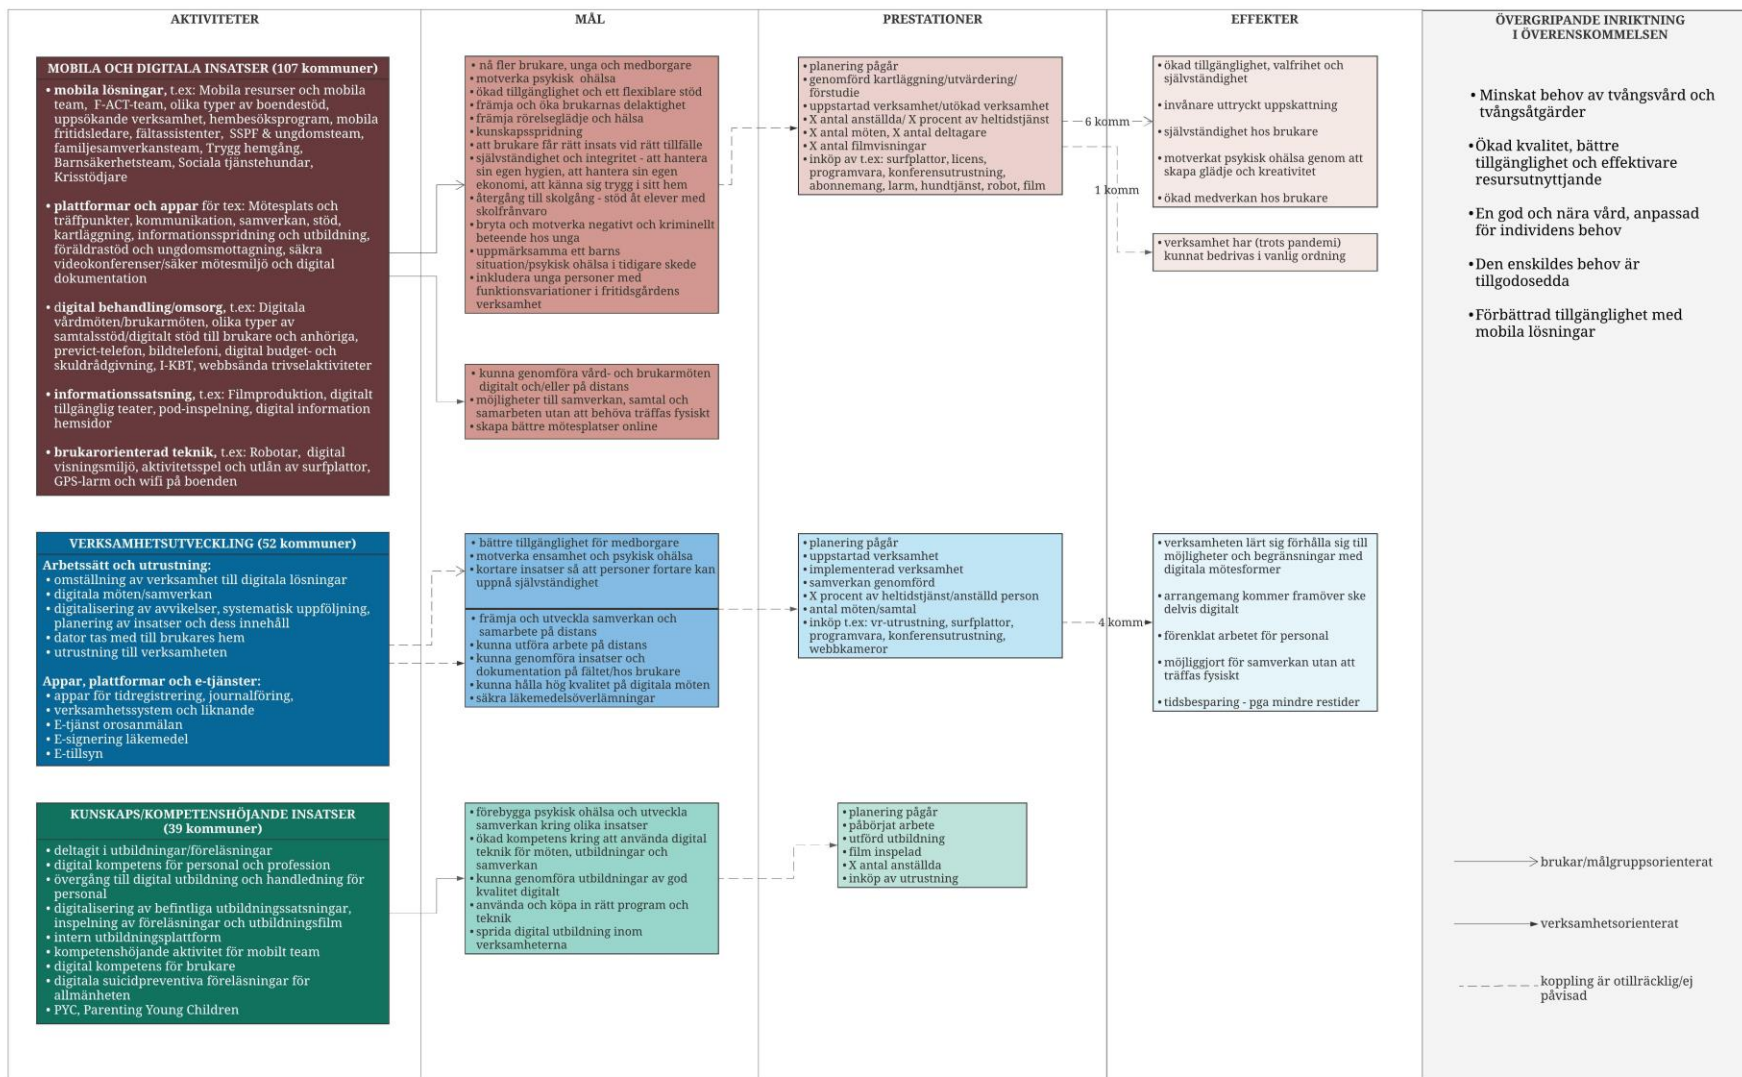 AKTIVITETER
MÅL
PRESTATIONER
EFFEKTER
ÖVERGRIPANDE INRIKTNING
I ÖVERENSKOMMELSEN
MOBILA OCH DIGITALA INSATSER (107 kommuner)
• mobila lösningar, t.ex: Mobila resurser och mobila
team, F-ACT-team, olika typer av boendestöd,
uppsökande verksamhet, hembesöksprogram, mobila
fritidsledare, fältassistenter, SSPF & ungdomsteam,
familjesamverkansteam, Trygg hemgång,
Barnsäkerhetsteam, Sociala tjänstehundar,
Krisstödjare
• plattformar och appar för tex: Mötesplats och
träffpunkter, kommunikation, samverkan, stöd,
kartläggning, informationsspridning och utbildning,
föräldrastöd och ungdomsmottagning, säkra
videokonferenser/säker mötesmiljö och digital
dokumentation
• digital behandling/omsorg, t.ex: Digitala
vårdmöten/brukarmöten, olika typer av
samtalsstöd/digitalt stöd till brukare och anhöriga,
previct-telefon, bildtelefoni, digital budget- och
skuldrådgivning, I-KBT, webbsända trivselaktiviteter
• informationssatsning, t.ex: Filmproduktion, digitalt
tillgänglig teater, pod-inspelning, digital information
hemsidor
• brukarorienterad teknik, t.ex: Robotar, digital
visningsmiljö, aktivitetsspel och utlån av surfplattor,
GPS-larm och wifi på boenden
• nå fler brukare, unga och medborgare
• motverka psykisk ohälsa
• ökad tillgänglighet och ett flexiblare stöd
• främja och öka brukarnas delaktighet
• främja rörelseglädje och hälsa
• kunskapsspridning
• att brukare får rätt insats vid rätt tillfälle
• självständighet och integritet - att hantera
sin egen hygien, att hantera sin egen
ekonomi, att känna sig trygg i sitt hem
• återgång till skolgång - stöd åt elever med
skolfrånvaro
• bryta och motverka negativt och kriminellt
beteende hos unga
• uppmärksamma ett barns
situation/psykisk ohälsa i tidigare skede
• inkludera unga personer med
funktionsvariationer i fritidsgårdens
verksamhet
• kunna genomföra vård- och brukarmöten
digitalt och/eller på distans
• möjligheter till samverkan, samtal och
samarbeten utan att behöva träffas fysiskt
• skapa bättre mötesplatser online
• planering pågår
• genomförd kartläggning/utvärdering/
förstudie
• uppstartad verksamhet/utökad verksamhet
• X antal anställda/ X procent av heltidstjänst
• X antal möten, X antal deltagare
• X antal filmvisningar
• inköp av t.ex: surfplattor, licens,
programvara, konferensutrustning,
abonnemang, larm, hundtjänst, robot, film
6 komm
1 komm
• ökad tillgänglighet, valfrihet och
självständighet
• invånare uttryckt uppskattning
• självständighet hos brukare
• motverkat psykisk ohälsa genom att
skapa glädje och kreativitet
• ökad medverkan hos brukare
• verksamhet har (trots pandemi)
kunnat bedrivas i vanlig ordning
• Minskat behov av tvångsvård och
tvångsåtgärder
• Ökad kvalitet, bättre
tillgänglighet och effektivare
resursutnyttjande
• En god och nära vård, anpassad
för individens behov
• Den enskildes behov är
tillgodosedda
• Förbättrad tillgänglighet med
mobila lösningar
VERKSAMHETSUTVECKLING (52 kommuner)
Arbetssätt och utrustning:
• omställning av verksamhet till digitala lösningar
• digitala möten/samverkan
• digitalisering av avvikelser, systematisk uppföljning,
planering av insatser och dess innehåll
• dator tas med till brukares hem
• utrustning till verksamheten
Appar, plattformar och e-tjänster:
• appar för tidregistrering, journalföring,
• verksamhetssystem och liknande
• E-tjänst orosanmälan
• E-signering läkemedel
• E-tillsyn
• bättre tillgänglighet för medborgare
• motverka ensamhet och psykisk ohälsa
• kortare insatser så att personer fortare kan
uppnå självständighet
• främja och utveckla samverkan och
samarbete på distans
• kunna utföra arbete på distans
• kunna genomföra insatser och
dokumentation på fältet/hos brukare
• kunna hålla hög kvalitet på digitala möten
• säkra läkemedelsöverlämningar
• planering pågår
• uppstartad verksamhet
• implementerad verksamhet
• samverkan genomförd
• X procent av heltidstjänst/anställd person
• antal möten/samtal
• inköp t.ex: vr-utrustning, surfplattor,
programvara, konferensutrustning,
webbkameror
4 komm
• verksamheten lärt sig förhålla sig till
möjligheter och begränsningar med
digitala mötesformer
• arrangemang kommer framöver ske
delvis digitalt
• förenklat arbetet för personal
• möjliggjort för samverkan utan att
träffas fysiskt
• tidsbesparing - pga mindre restider
KUNSKAPS/KOMPETENSHÖJANDE INSATSER
(39 kommuner)
• deltagit i utbildningar/föreläsningar
• digital kompetens för personal och profession
• övergång till digital utbildning och handledning för
personal
• digitalisering av befintliga utbildningssatsningar,
inspelning av föreläsningar och utbildningsfilm
• intern utbildningsplattform
• kompetenshöjande aktivitet för mobilt team
• digital kompetens för brukare
• digitala suicidpreventiva föreläsningar för
allmänheten
• PYC, Parenting Young Children
• förebygga psykisk ohälsa och utveckla
samverkan kring olika insatser
• ökad kompetens kring att använda digital
teknik för möten, utbildningar och
samverkan
• kunna genomföra utbildningar av god
kvalitet digitalt
• använda och köpa in rätt program och
teknik
• sprida digital utbildning inom
verksamheterna
• planering pågår
• påbörjat arbete
• utförd utbildning
• film inspelad
• X antal anställda
• inköp av utrustning
brukar/målgruppsorienterat
verksamhetsorienterat
koppling är otillräcklig/ej
påvisad